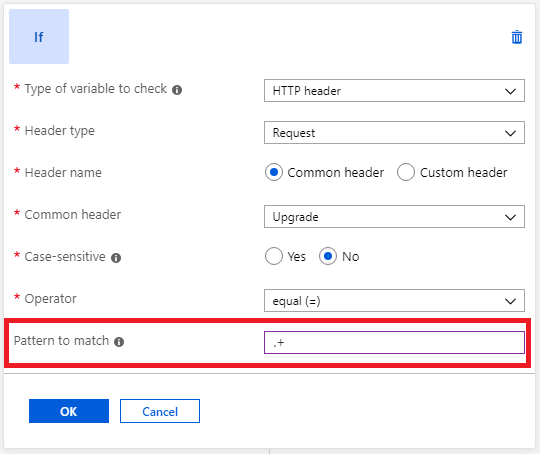 If
* Type of variable to check i HTTP header
* Header type Request
* Header name Common header Custom header
* Common header Upgrade
* Case-sensitive i Yes No
* Operator equal (=)
Pattern to match i .+
OK Cancel